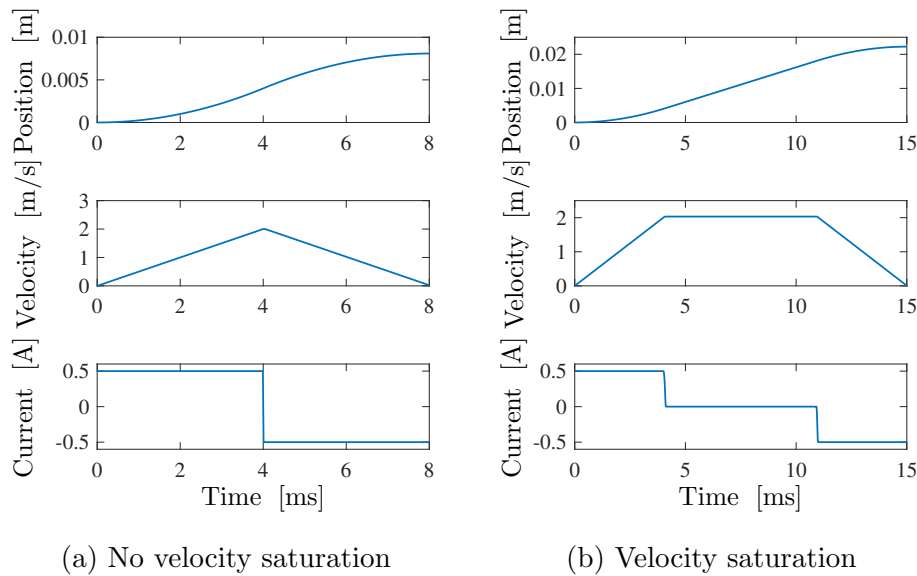 Position [m]
0.01
0.005
0
0 2 4 6 8
Velocity [m/s]
3
2
1
0
0 2 4 6 8
Current [A]
0.5
0
-0.5
0 2 4 6 8
Time [ms]
(a) No velocity saturation
Position [m]
0.02
0.01
0
0 5 10 15
Velocity [m/s]
2
1
0
0 5 10 15
Current [A]
0.5
0
-0.5
0 5 10 15
Time [ms]
(b) Velocity saturation